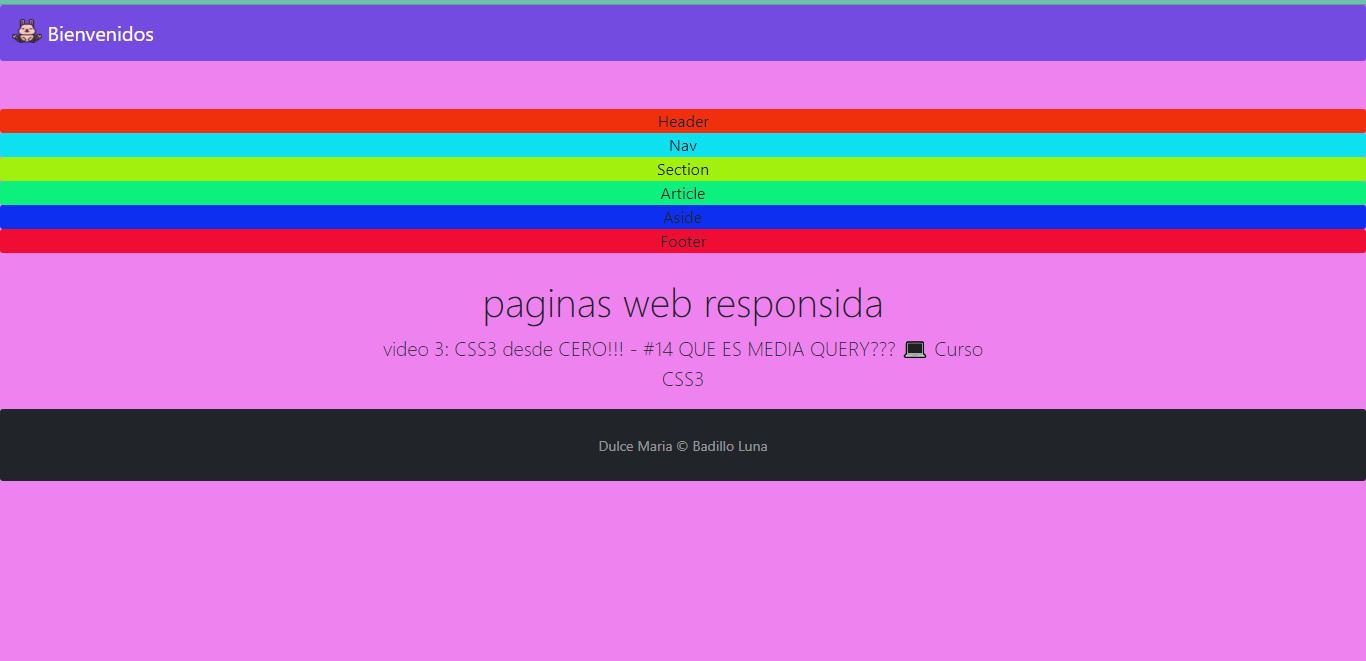 Bienvenidos
Header
Nav
Section
Article
Aside
Footer
paginas web responsida
video 3: CSS3 desde CERO!!! - #14 QUE ES MEDIA QUERY??? 💻 Curso
CSS3
Dulce Maria © Badillo Luna